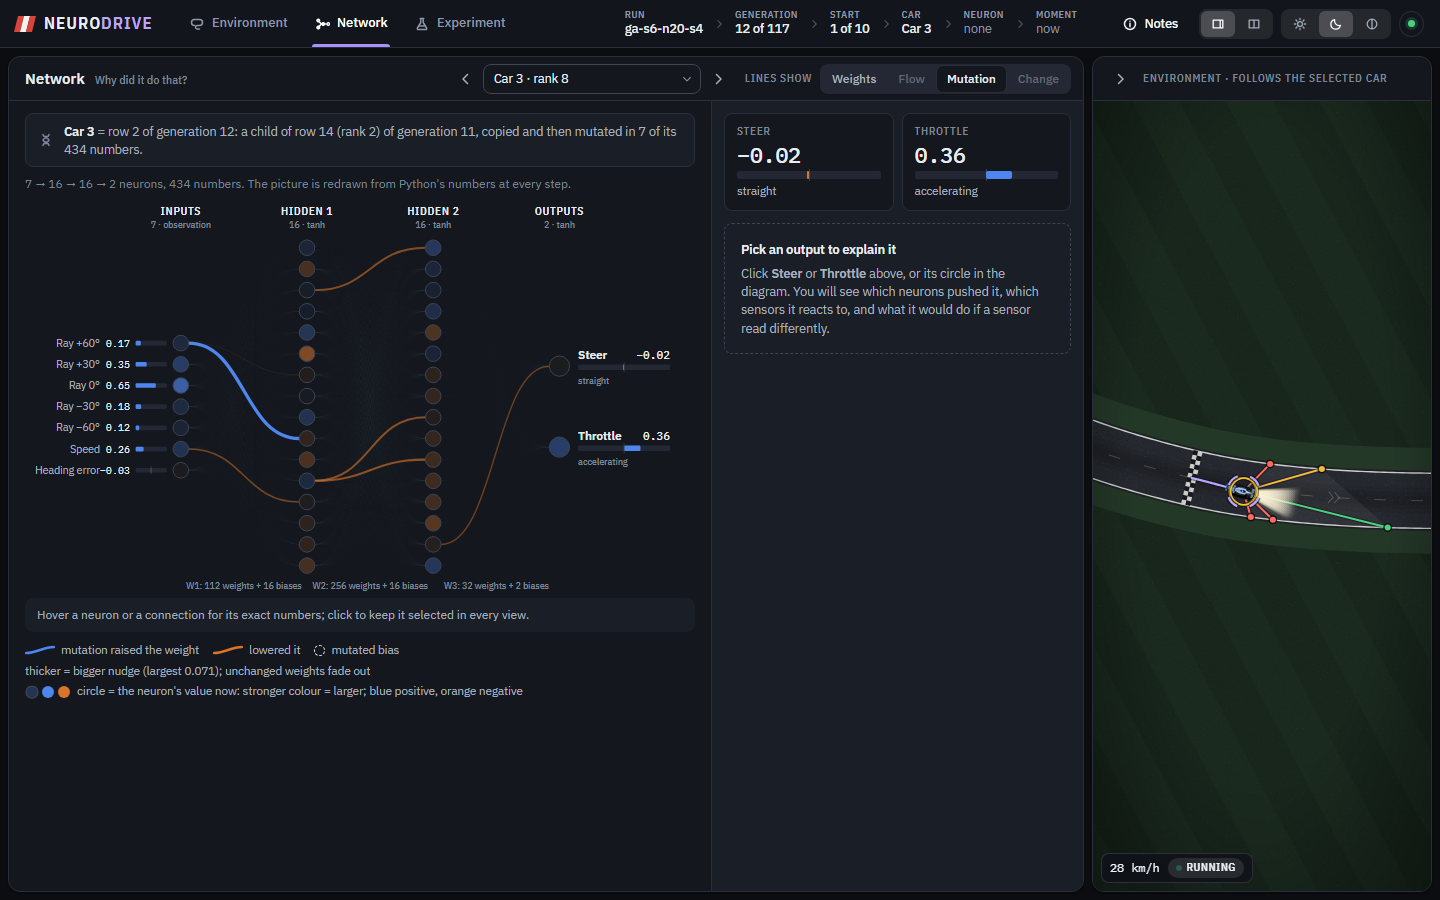 NEURODRIVE
Environment
Network
Experiment
RUN
ga-s6-n20-s4
GENERATION
12 of 117
START
1 of 10
CAR
Car 3
NEURON
none
MOMENT
now
Notes
Network Why did it do that?
Car 3 · rank 8
LINES SHOW
Weights
Flow
Mutation
Change
ENVIRONMENT · FOLLOWS THE SELECTED CAR
Car 3 = row 2 of generation 12: a child of row 14 (rank 2) of generation 11, copied and then mutated in 7 of its
434 numbers.
7 → 16 → 16 → 2 neurons, 434 numbers. The picture is redrawn from Python's numbers at every step.
INPUTS
7 · observation
HIDDEN 1
16 · tanh
HIDDEN 2
16 · tanh
OUTPUTS
2 · tanh
Ray +60° 0.17
Ray +30° 0.35
Ray 0° 0.65
Ray −30° 0.18
Ray −60° 0.12
Speed 0.26
Heading error −0.03
Steer −0.02
straight
Throttle 0.36
accelerating
W1: 112 weights + 16 biases
W2: 256 weights + 16 biases
W3: 32 weights + 2 biases
Hover a neuron or a connection for its exact numbers; click to keep it selected in every view.
mutation raised the weight
lowered it
mutated bias
thicker = bigger nudge (largest 0.071); unchanged weights fade out
circle = the neuron's value now: stronger colour = larger; blue positive, orange negative
STEER
−0.02
straight
THROTTLE
0.36
accelerating
Pick an output to explain it
Click Steer or Throttle above, or its circle in the
diagram. You will see which neurons pushed it, which
sensors it reacts to, and what it would do if a sensor
read differently.
28 km/h
RUNNING